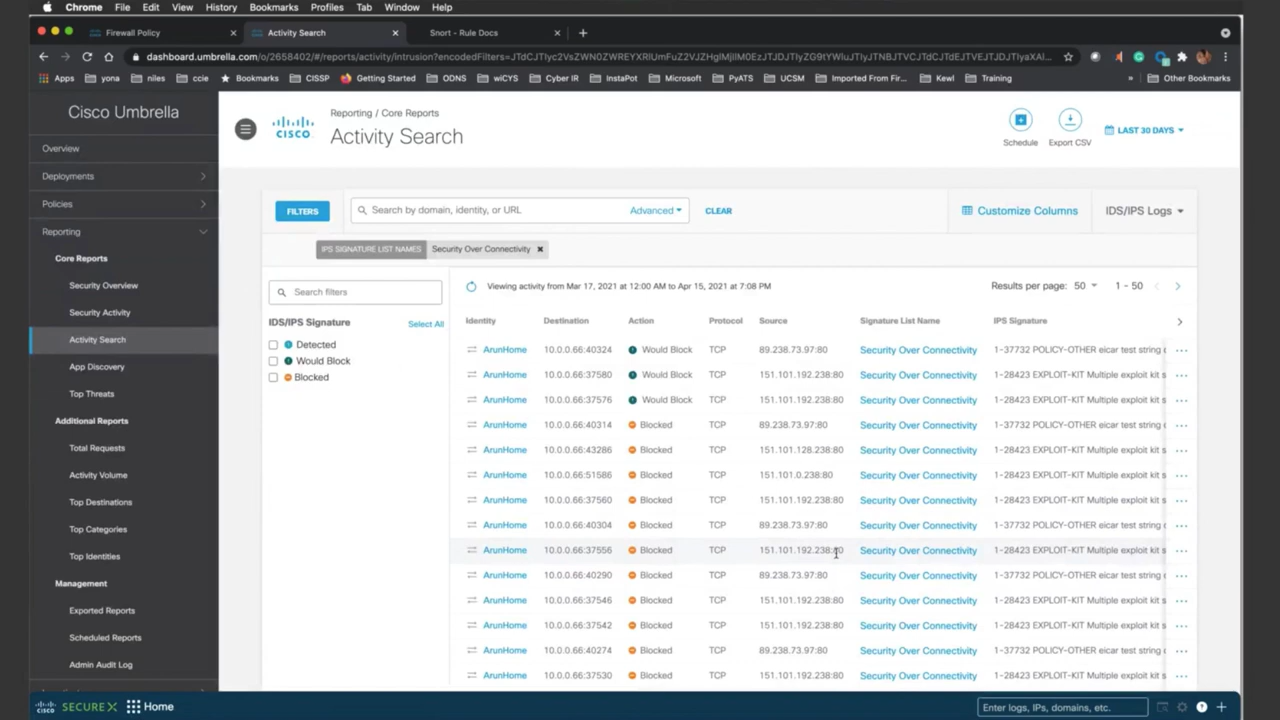 Chrome File Edit View History Bookmarks Profiles Tab Window Help
Firewall Policy Activity Search Snort - Rule Docs
dashboard.umbrella.com/o/2658402/#/reports/activity/intrusion?encodedFilters=
Apps yona niles ccie Bookmarks CISSP Getting Started ODNS wiCYS Cyber IR InstaPot Microsoft PyATS UCSM Imported From Fir... Kewl Training » Other Bookmarks
Cisco Umbrella
Overview
Deployments
Policies
Reporting
Core Reports
Security Overview
Security Activity
Activity Search
App Discovery
Top Threats
Additional Reports
Total Requests
Activity Volume
Top Destinations
Top Categories
Top Identities
Management
Exported Reports
Scheduled Reports
Admin Audit Log
CISCO
Reporting / Core Reports
Activity Search
Schedule
Export CSV
LAST 30 DAYS
FILTERS Search by domain, identity, or URL Advanced CLEAR Customize Columns IDS/IPS Logs
IPS SIGNATURE LIST NAMES Security Over Connectivity
Search filters
IDS/IPS Signature Select All
Detected
Would Block
Blocked
Viewing activity from Mar 17, 2021 at 12:00 AM to Apr 15, 2021 at 7:08 PM Results per page: 50 1 - 50
Identity Destination Action Protocol Source Signature List Name IPS Signature
ArunHome 10.0.0.66:40324 Would Block TCP 89.238.73.97:80 Security Over Connectivity 1-37732 POLICY-OTHER eicar test string
ArunHome 10.0.0.66:37580 Would Block TCP 151.101.192.238:80 Security Over Connectivity 1-28423 EXPLOIT-KIT Multiple exploit kit s
ArunHome 10.0.0.66:37576 Would Block TCP 151.101.192.238:80 Security Over Connectivity 1-28423 EXPLOIT-KIT Multiple exploit kit s
ArunHome 10.0.0.66:40314 Blocked TCP 89.238.73.97:80 Security Over Connectivity 1-37732 POLICY-OTHER eicar test string
ArunHome 10.0.0.66:43286 Blocked TCP 151.101.128.238:80 Security Over Connectivity 1-28423 EXPLOIT-KIT Multiple exploit kit s
ArunHome 10.0.0.66:51586 Blocked TCP 151.101.0.238:80 Security Over Connectivity 1-28423 EXPLOIT-KIT Multiple exploit kit s
ArunHome 10.0.0.66:37560 Blocked TCP 151.101.192.238:80 Security Over Connectivity 1-28423 EXPLOIT-KIT Multiple exploit kit s
ArunHome 10.0.0.66:40304 Blocked TCP 89.238.73.97:80 Security Over Connectivity 1-37732 POLICY-OTHER eicar test string
ArunHome 10.0.0.66:37556 Blocked TCP 151.101.192.238:80 Security Over Connectivity 1-28423 EXPLOIT-KIT Multiple exploit kit s
ArunHome 10.0.0.66:40290 Blocked TCP 89.238.73.97:80 Security Over Connectivity 1-37732 POLICY-OTHER eicar test string
ArunHome 10.0.0.66:37546 Blocked TCP 151.101.192.238:80 Security Over Connectivity 1-28423 EXPLOIT-KIT Multiple exploit kit s
ArunHome 10.0.0.66:37542 Blocked TCP 151.101.192.238:80 Security Over Connectivity 1-28423 EXPLOIT-KIT Multiple exploit kit s
ArunHome 10.0.0.66:40274 Blocked TCP 89.238.73.97:80 Security Over Connectivity 1-37732 POLICY-OTHER eicar test string
ArunHome 10.0.0.66:37530 Blocked TCP 151.101.192.238:80 Security Over Connectivity 1-28423 EXPLOIT-KIT Multiple exploit kit s
CISCO SECUREX Home Enter logs, IPs, domains, etc.